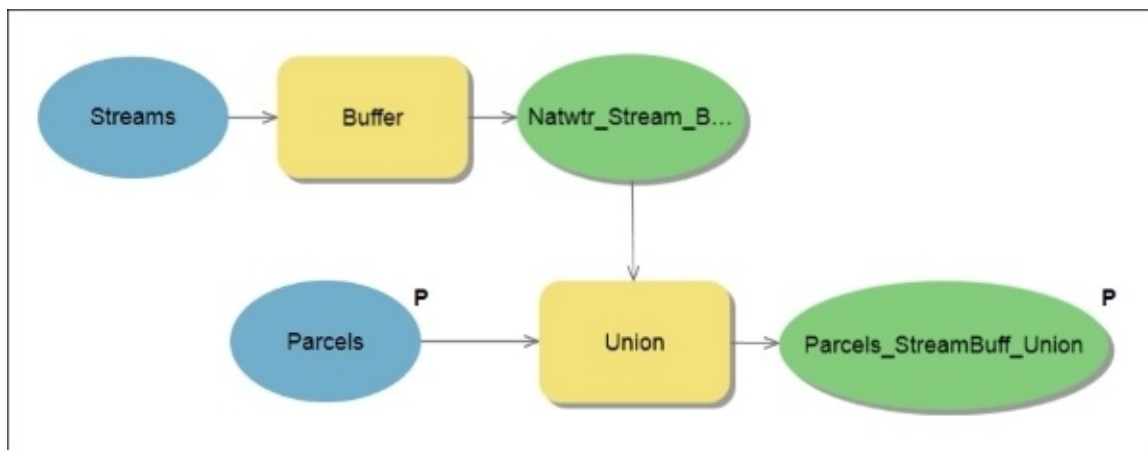 Streams
Buffer
Natwtr_Stream_B...
P
Parcels
Union
P
Parcels_StreamBuff_Union